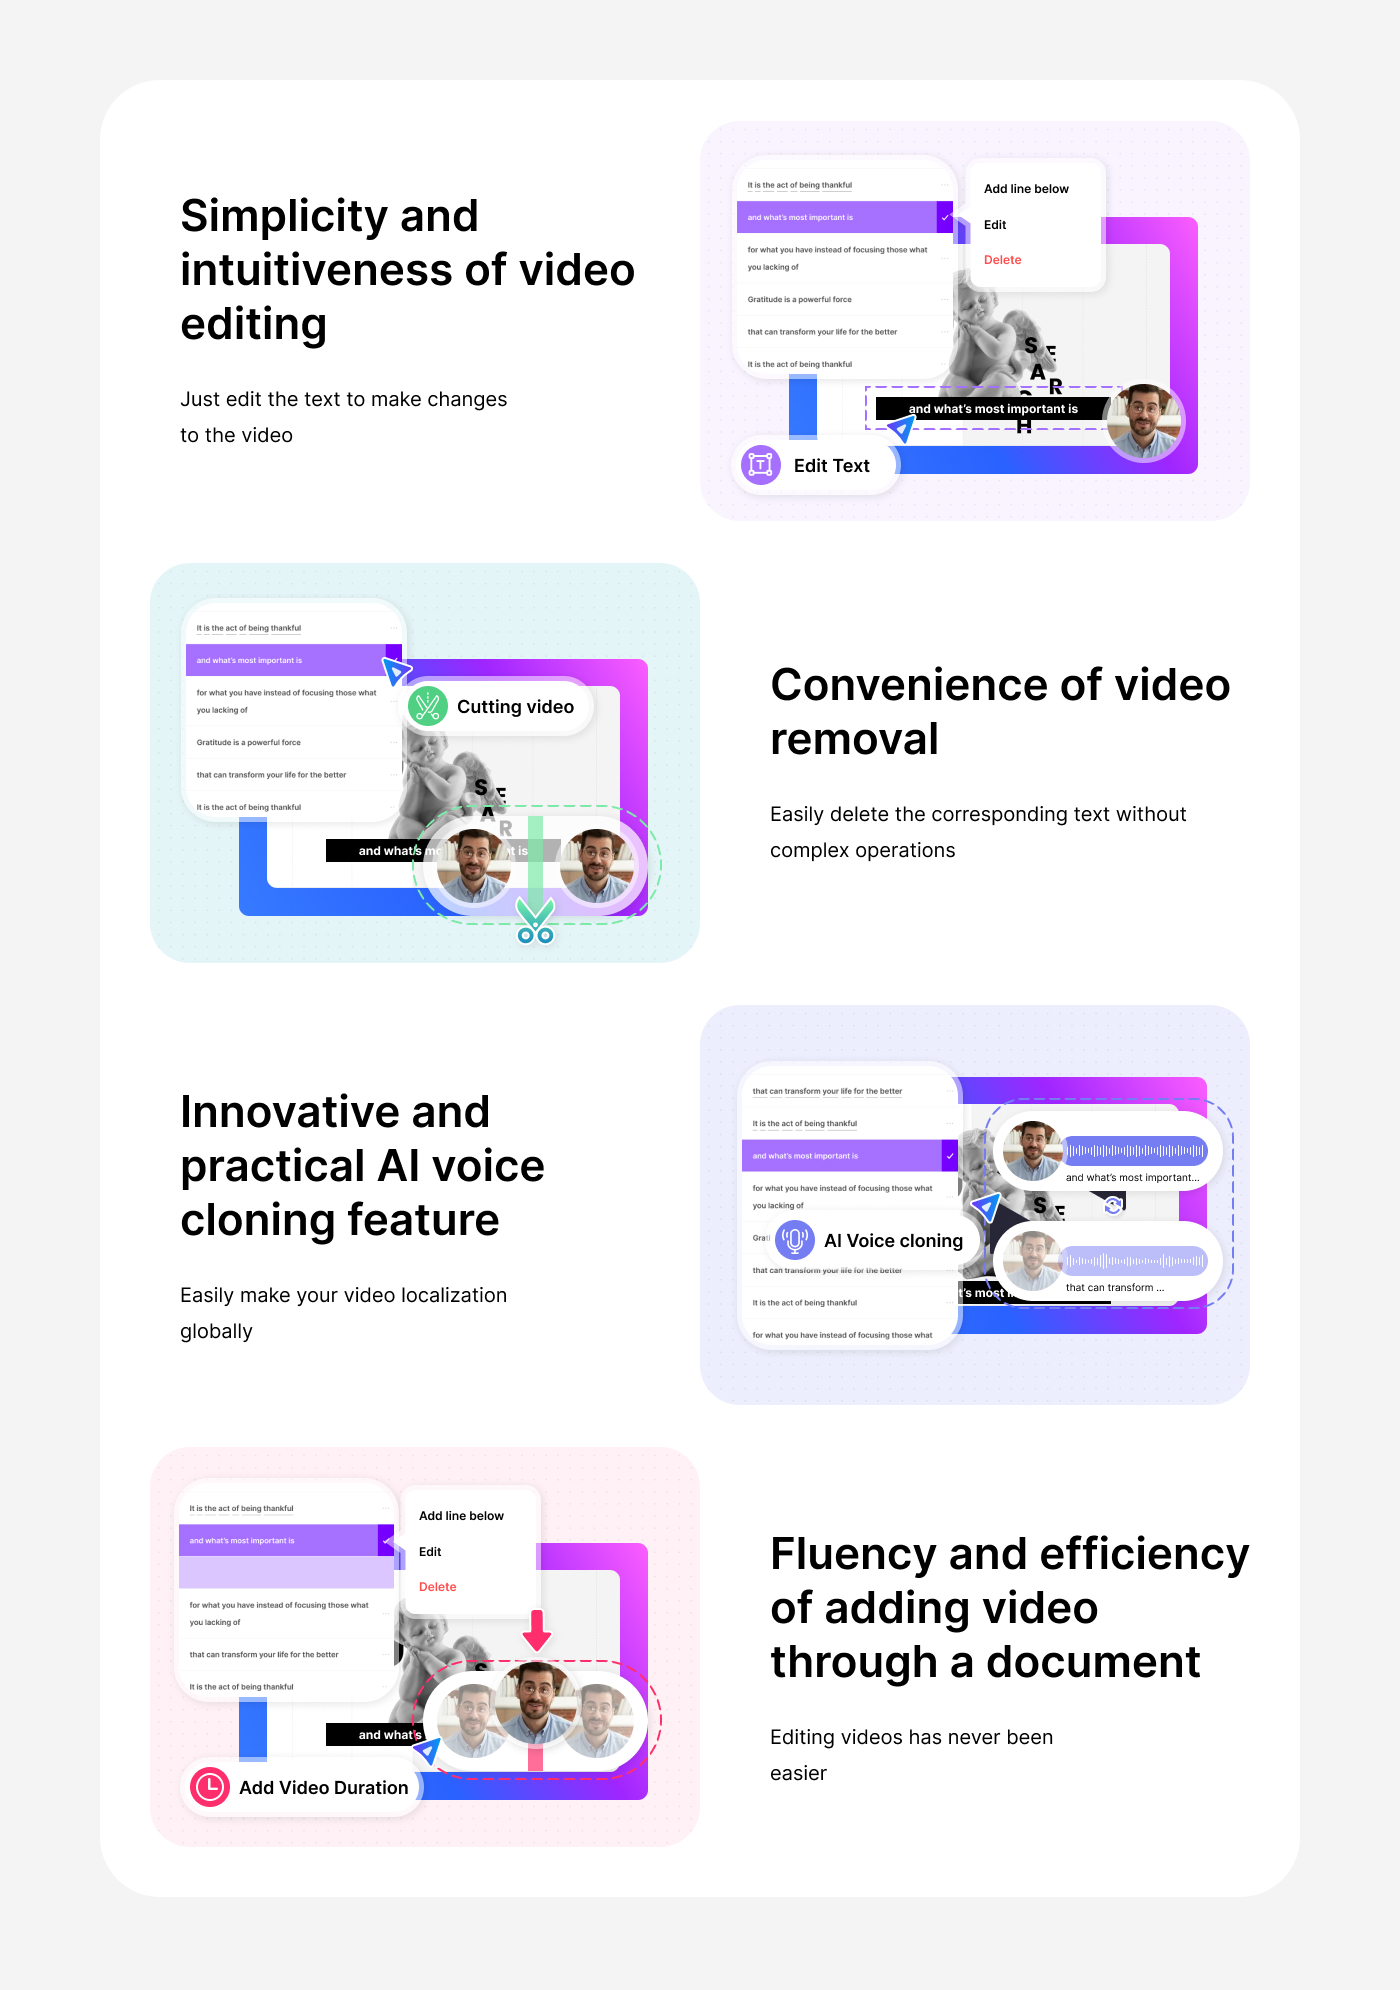 Simplicity and
intuitiveness of video
editing
Just edit the text to make changes
to the video
It is the act of being thankful
and what's most important is
for what you have instead of focusing those what
you lacking of
Gratitude is a powerful force
that can transform your life for the better
It is the act of being thankful
Add line below
Edit
Delete
S E
A R
H
and what's most important is
Edit Text
It is the act of being thankful
and what's most important is
for what you have instead of focusing those what
you lacking of
Gratitude is a powerful force
that can transform your life for the better
It is the act of being thankful
Cutting video
S E
A R
and what's mo t is
Convenience of video
removal
Easily delete the corresponding text without
complex operations
Innovative and
practical AI voice
cloning feature
Easily make your video localization
globally
that can transform your life for the better
It is the act of being thankful
and what's most important is
for what you have instead of focusing those what
you lacking of
Grati
that can transform your life for the better
It is the act of being thankful
for what you have instead of focusing those what
AI Voice cloning
and what's most important...
S E
that can transform ...
t's most i
It is the act of being thankful
and what's most important is
for what you have instead of focusing those what
you lacking of
that can transform your life for the better
It is the act of being thankful
Add line below
Edit
Delete
S
and what's
Add Video Duration
Fluency and efficiency
of adding video
through a document
Editing videos has never been
easier